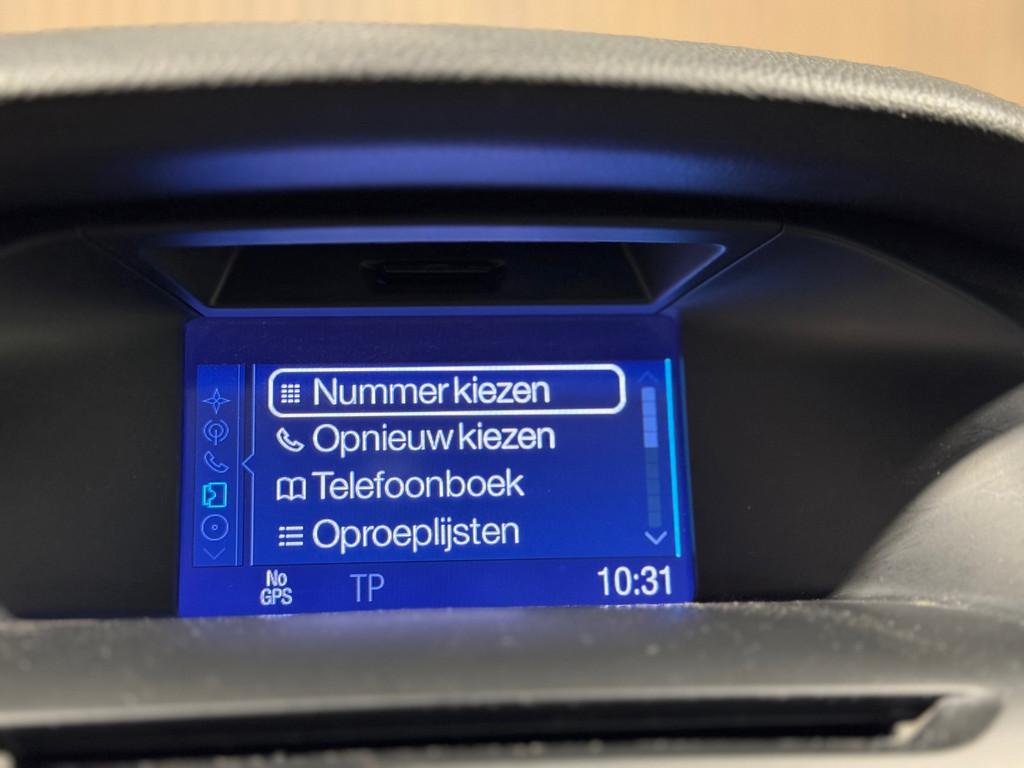 Nummer kiezen
Opnieuw kiezen
Telefoonboek
Oproeplijsten
No
GPS
TP
10:31